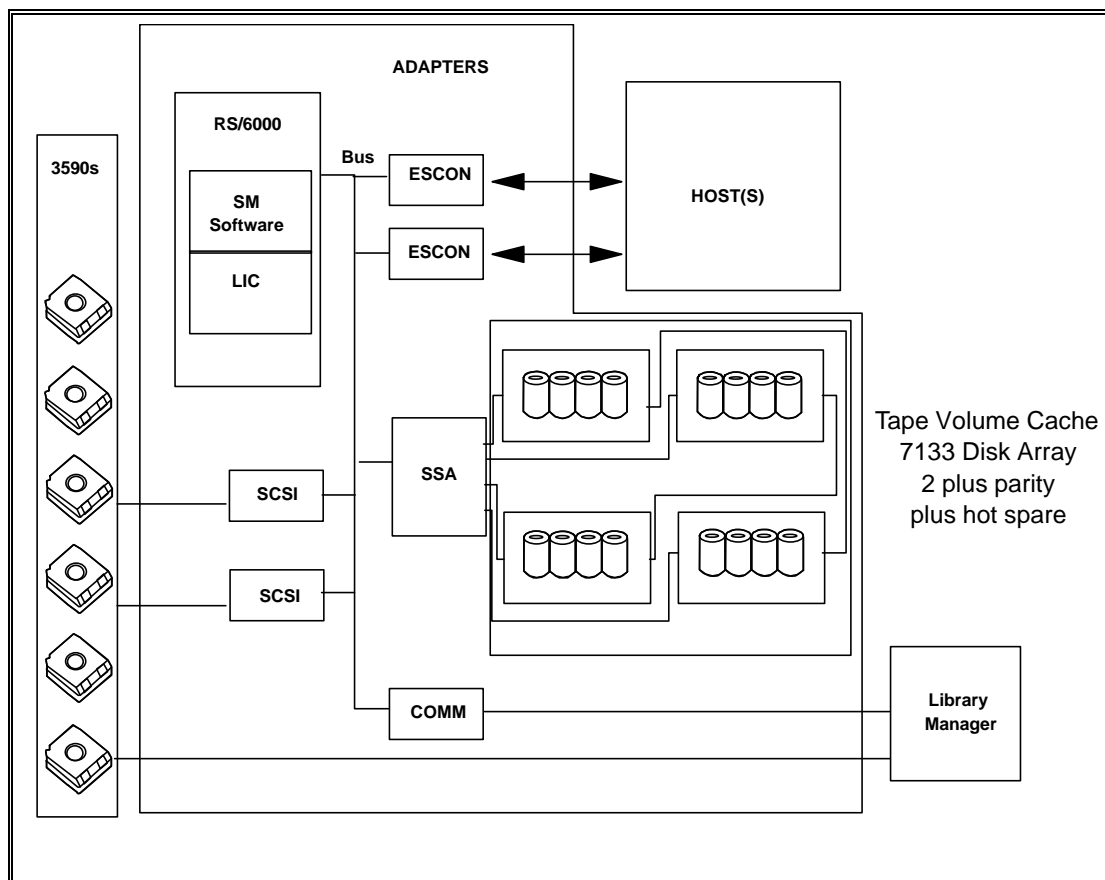 ADAPTERS
RS/6000
3590s
Bus
ESCON
SM
Software
HOST(S)
ESCON
LIC
Tape Volume Cache
7133 Disk Array
2 plus parity
plus hot spare
SSA
SCSI
SCSI
COMM
Library
Manager